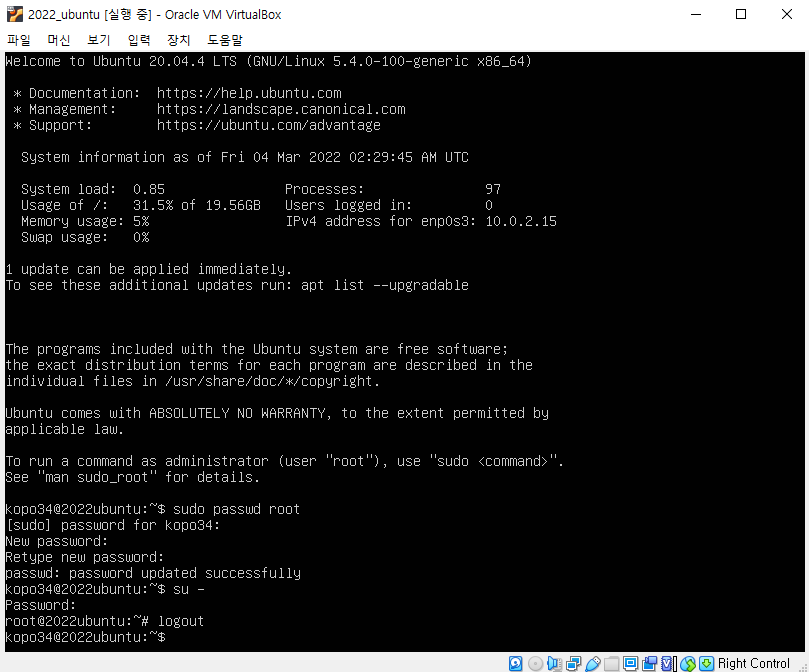 2022_ubuntu [실행 중] - Oracle VM VirtualBox
파일 머신 보기 입력 장치 도움말
Welcome to Ubuntu 20.04.4 LTS (GNU/Linux 5.4.0-100-generic x86_64)
* Documentation: https://help.ubuntu.com
* Management: https://landscape.canonical.com
* Support: https://ubuntu.com/advantage
System information as of Fri 04 Mar 2022 02:29:45 AM UTC
System load: 0.85 Processes: 97
Usage of /: 31.5% of 19.56GB Users logged in: 0
Memory usage: 5% IPv4 address for enp0s3: 10.0.2.15
Swap usage: 0%
1 update can be applied immediately.
To see these additional updates run: apt list --upgradable
The programs included with the Ubuntu system are free software;
the exact distribution terms for each program are described in the
individual files in /usr/share/doc/*/copyright.
Ubuntu comes with ABSOLUTELY NO WARRANTY, to the extent permitted by
applicable law.
To run a command as administrator (user "root"), use "sudo <command>".
See "man sudo_root" for details.
kopo34@2022ubuntu:~$ sudo passwd root
[sudo] password for kopo34:
New password:
Retype new password:
passwd: password updated successfully
kopo34@2022ubuntu:~$ su -
Password:
root@2022ubuntu:~# logout
kopo34@2022ubuntu:~$
Right Control